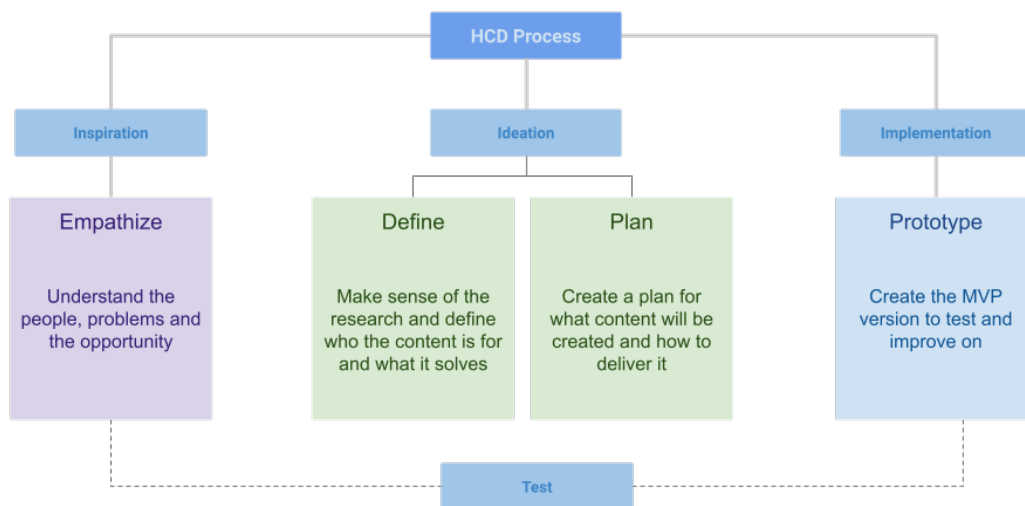 HCD Process
Inspiration
Ideation
Implementation
Empathize
Understand the
people, problems and
the opportunity
Define
Make sense of the
research and define
who the content is for
and what it solves
Plan
Create a plan for
what content will be
created and how to
deliver it
Prototype
Create the MVP
version to test and
improve on
Test